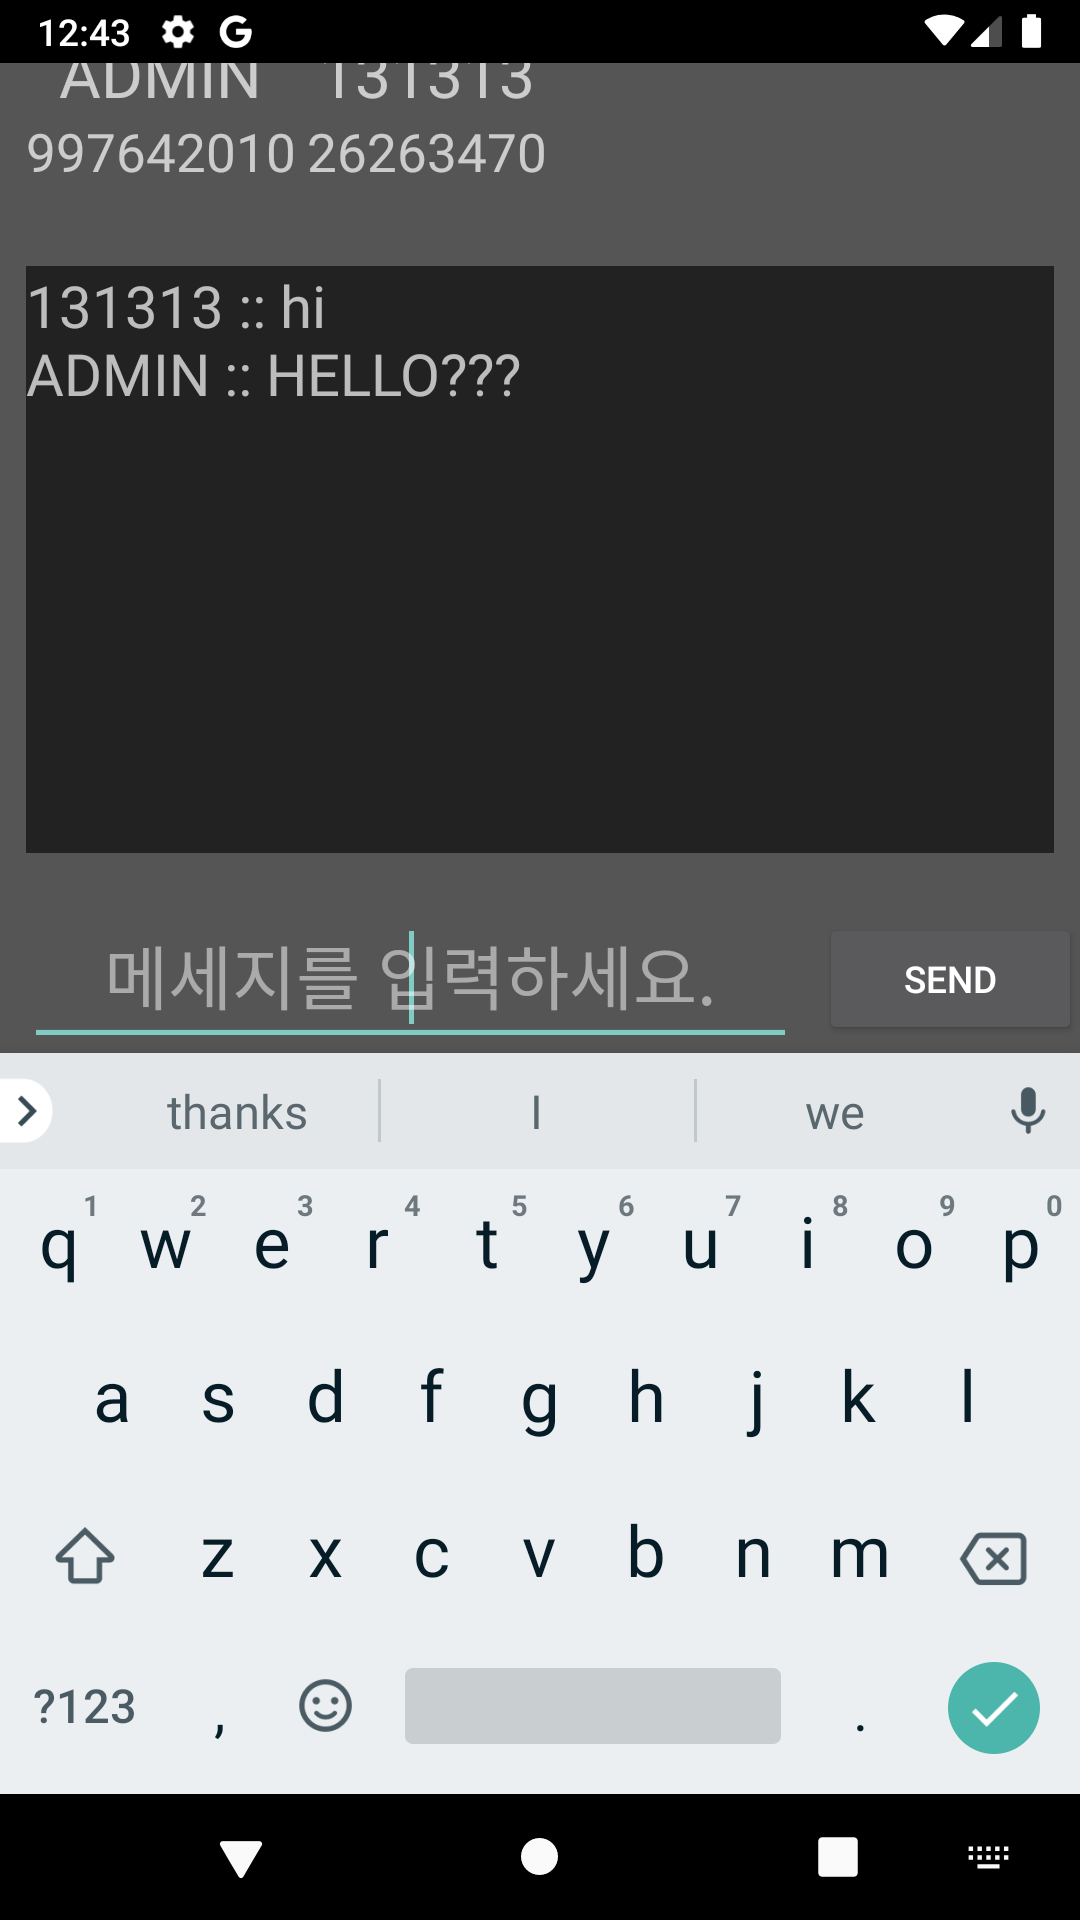 12:43
ADMIN 131313
997642010 26263470
131313 :: hi
ADMIN :: HELLO???
메세지를 입력하세요.
SEND
thanks I we
1 2 3 4 5 6 7 8 9 0
q w e r t y u i o p
a s d f g h j k l
z x c v b n m
?123 , .